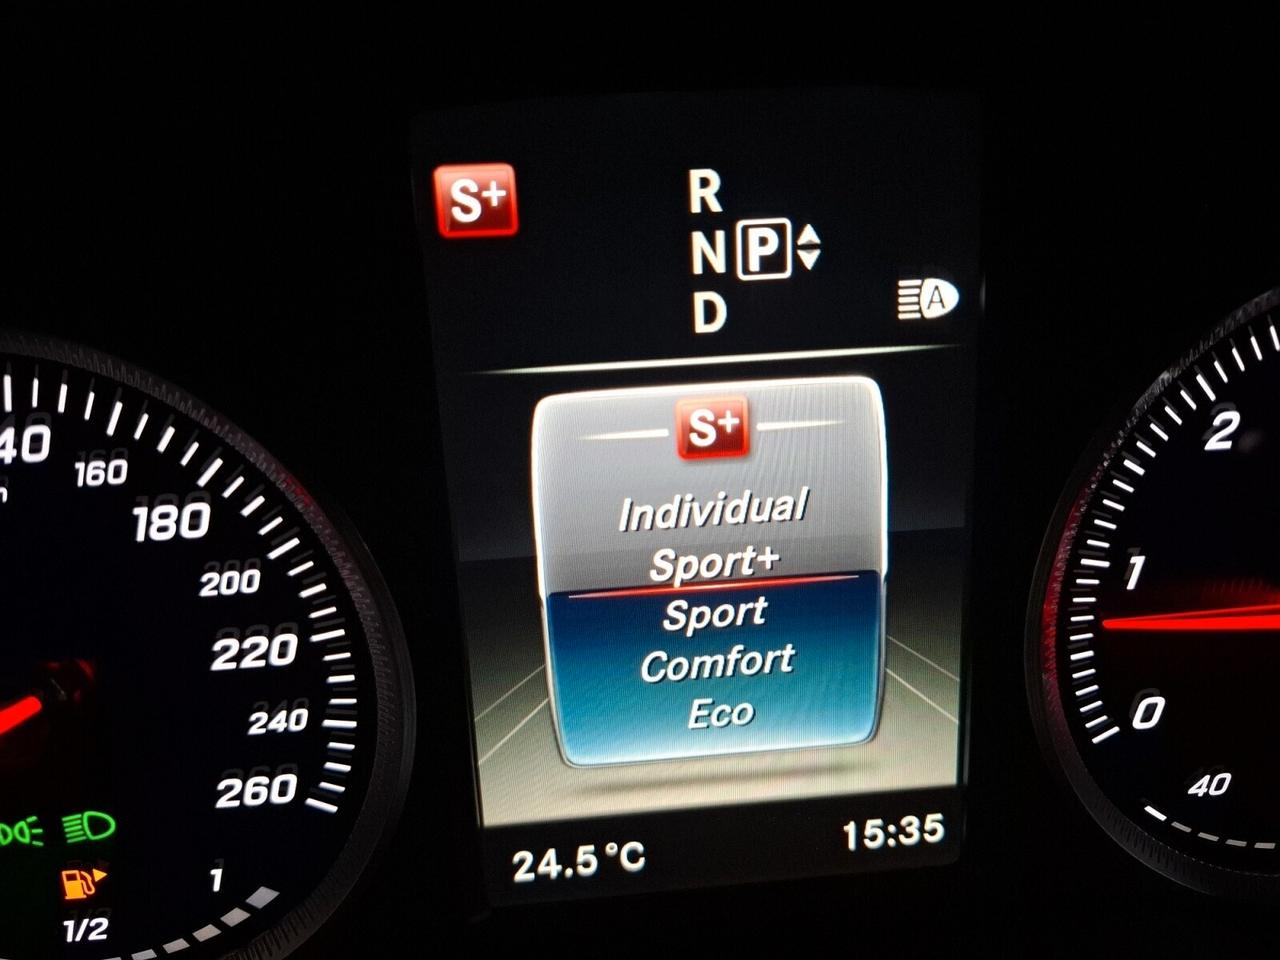 S+
R
N P
D
A
S+
Individual
Sport+
Sport
Comfort
Eco
24.5°C
15:35
160
180
200
220
240
260
1
1/2
2
1
0
40